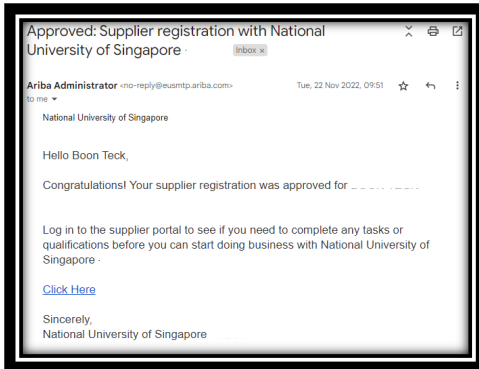 Approved: Supplier registration with National
University of Singapore · Inbox ×
Ariba Administrator <no-reply@eusmtp.ariba.com> Tue, 22 Nov 2022, 09:51
to me
National University of Singapore
Hello Boon Teck,
Congratulations! Your supplier registration was approved for
Log in to the supplier portal to see if you need to complete any tasks or
qualifications before you can start doing business with National University of
Singapore ·
Click Here
Sincerely,
National University of Singapore